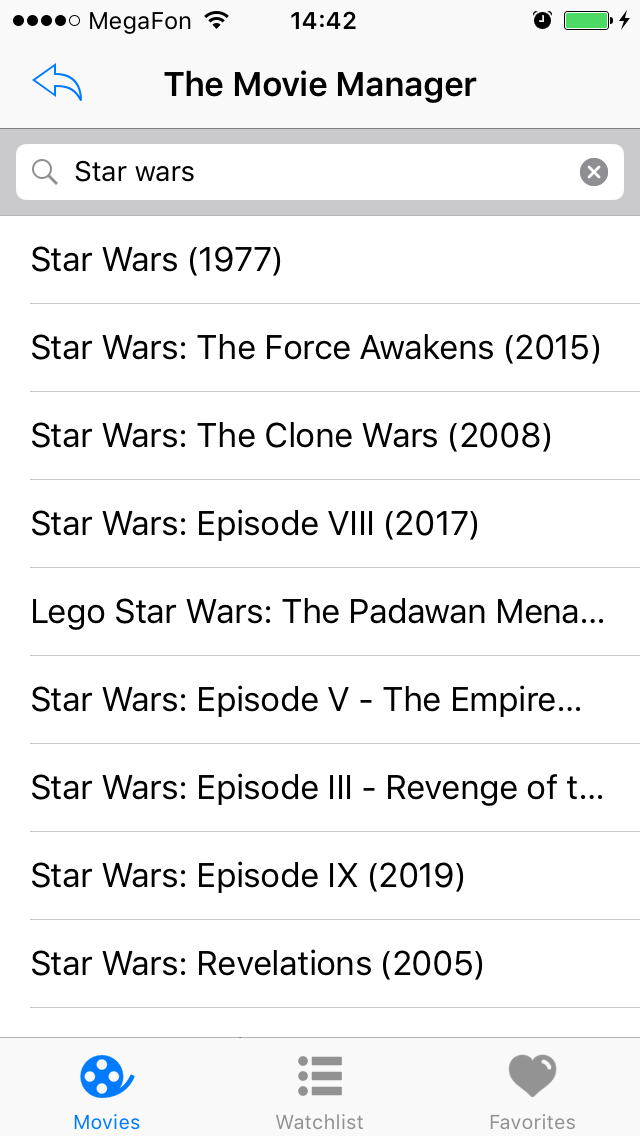 MegaFon 14:42
The Movie Manager
Star wars
Star Wars (1977)
Star Wars: The Force Awakens (2015)
Star Wars: The Clone Wars (2008)
Star Wars: Episode VIII (2017)
Lego Star Wars: The Padawan Mena...
Star Wars: Episode V - The Empire...
Star Wars: Episode III - Revenge of t...
Star Wars: Episode IX (2019)
Star Wars: Revelations (2005)
Movies Watchlist Favorites